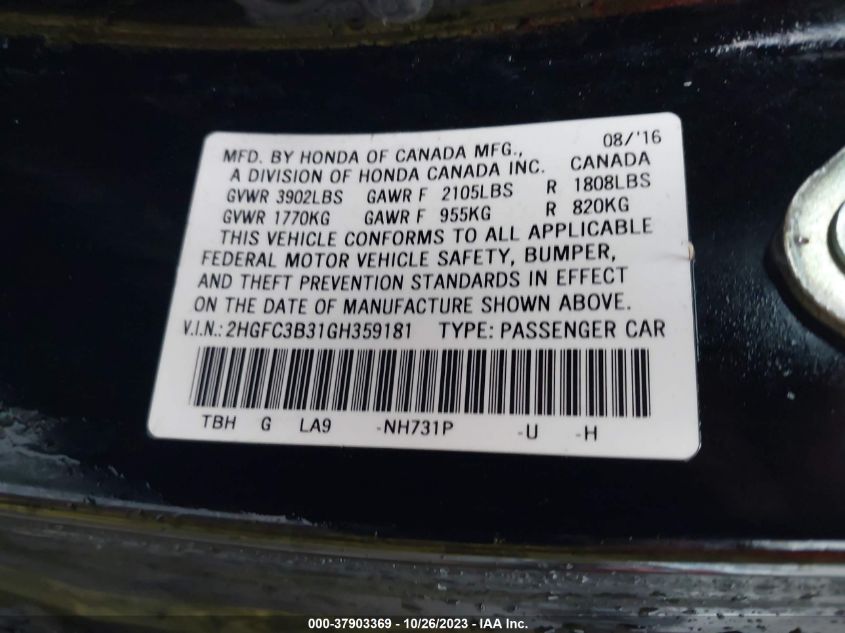 08/'16
MFD. BY HONDA OF CANADA MFG.,
A DIVISION OF HONDA CANADA INC. CANADA
GVWR 3902LBS GAWR F 2105LBS R 1808LBS
GVWR 1770KG GAWR F 955KG R 820KG
THIS VEHICLE CONFORMS TO ALL APPLICABLE
FEDERAL MOTOR VEHICLE SAFETY, BUMPER,
AND THEFT PREVENTION STANDARDS IN EFFECT
ON THE DATE OF MANUFACTURE SHOWN ABOVE.
V.I.N.: 2HGFC3B31GH359181 TYPE: PASSENGER CAR
TBH G LA9 -NH731P -U -H
000-37903369 - 10/26/2023 - IAA Inc.